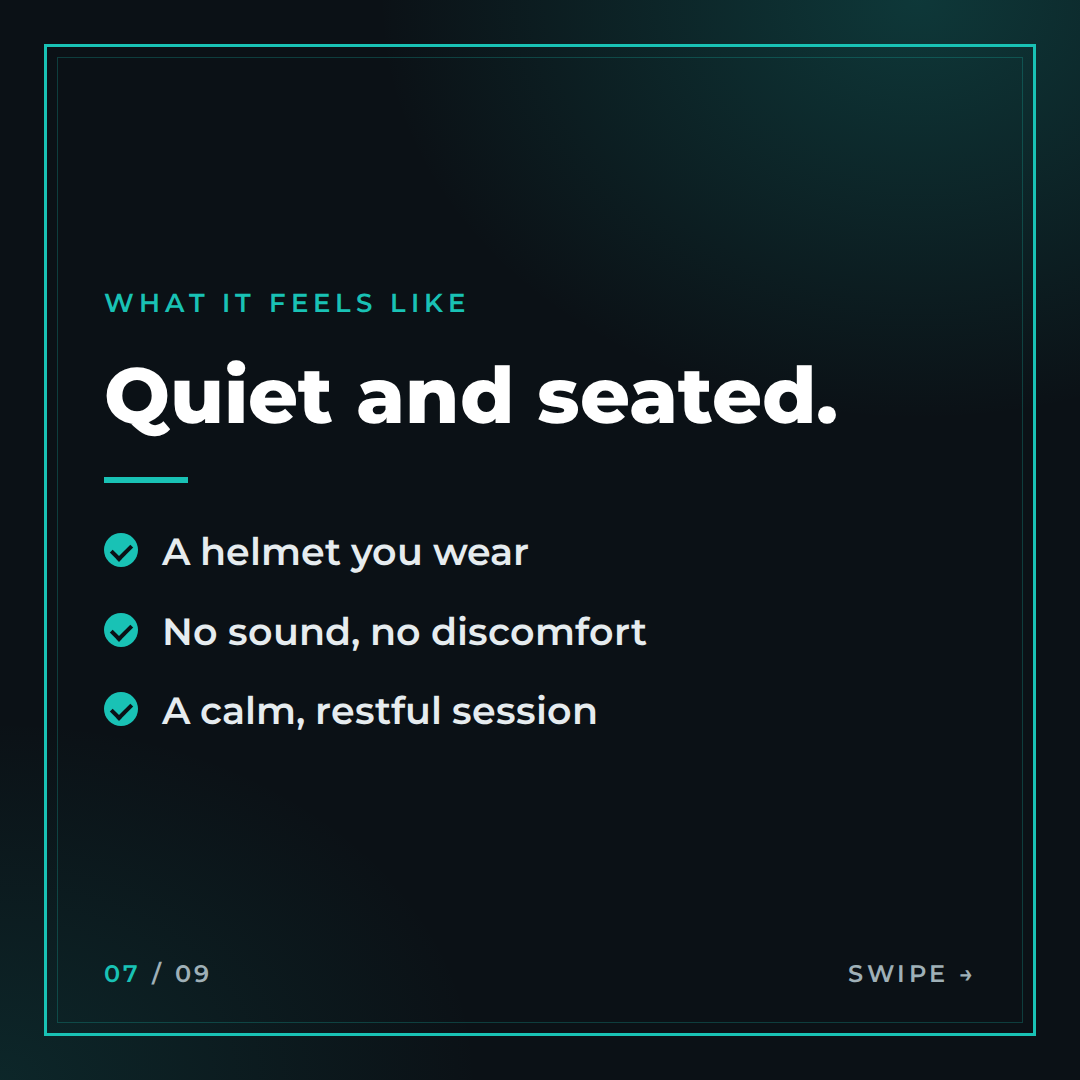 WHAT IT FEELS LIKE
Quiet and seated.
A helmet you wear
No sound, no discomfort
A calm, restful session
07 / 09
SWIPE →